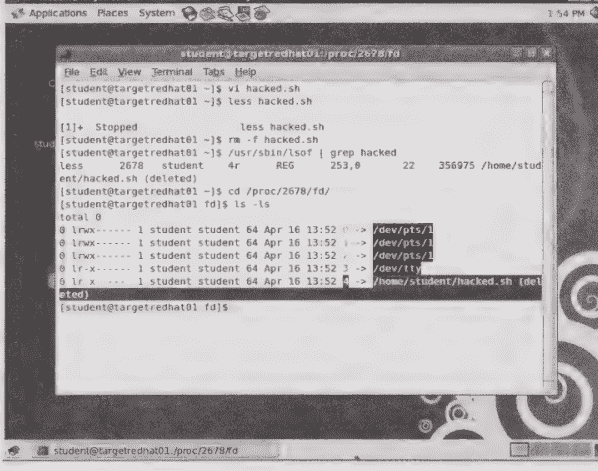 Applications Places System
1:54 PM
student@targetredhat01:/proc/2678/fd
File Edit View Terminal Tabs Help
[student@targetredhat01 ~]$ vi hacked.sh
[student@targetredhat01 ~]$ less hacked.sh
[1]+ Stopped less hacked.sh
[student@targetredhat01 ~]$ rm -f hacked.sh
stud
[student@targetredhat01 ~]$ /usr/sbin/lsof | grep hacked
less 2678 student 4r REG 253,0 22 356975 /home/stud
ent/hacked.sh (deleted)
[student@targetredhat01 ~]$ cd /proc/2678/fd/
[student@targetredhat01 fd]$ ls -ls
total 0
0 lrwx------ 1 student student 64 Apr 16 13:52 -> /dev/pts/1
0 lrwx------ 1 student student 64 Apr 16 13:52 -> /dev/pts/1
0 lrwx------ 1 student student 64 Apr 16 13:52 -> /dev/pts/1
0 lr-x------ 1 student student 64 Apr 16 13:52 3 -> /dev/tty
0 lr-x------ 1 student student 64 Apr 16 13:52 4 -> /home/student/hacked.sh (del
eted)
[student@targetredhat01 fd]$
student@targetredhat01:/proc/2678/fd